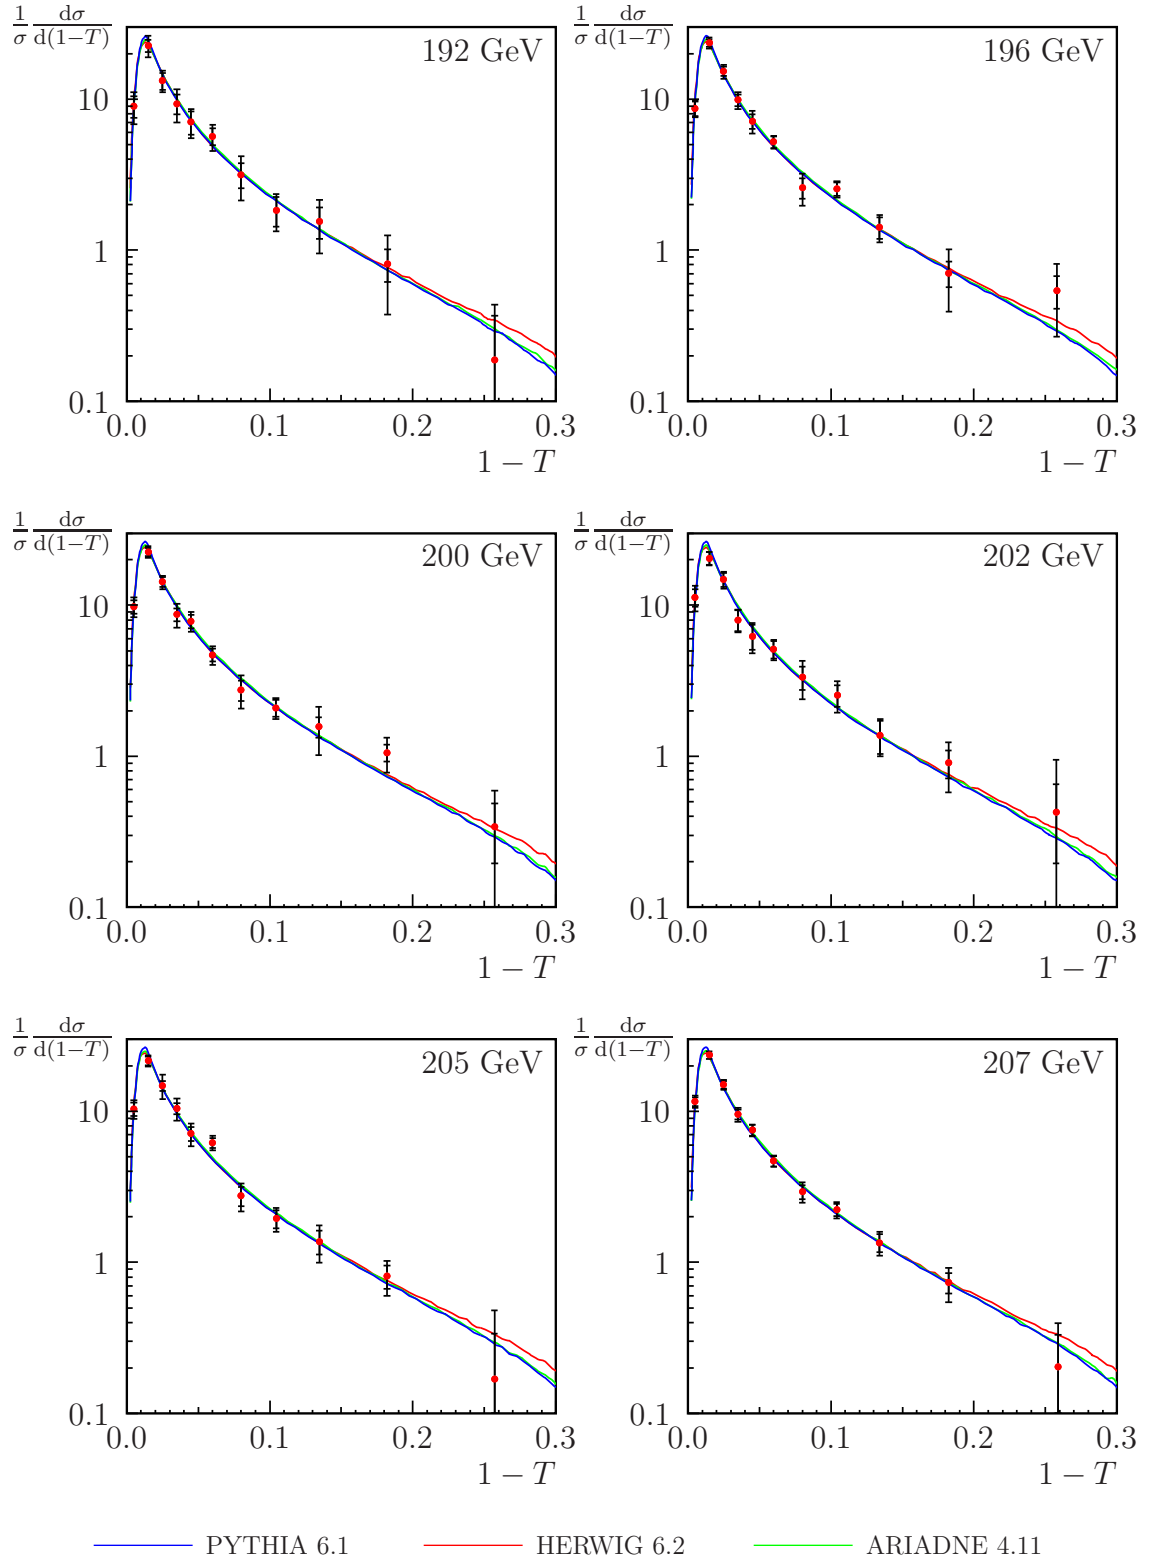 1/σ dσ/d(1−T) 192 GeV
10
1
0.1
0.0 0.1 0.2 0.3
1 − T
1/σ dσ/d(1−T) 196 GeV
10
1
0.1
0.0 0.1 0.2 0.3
1 − T
1/σ dσ/d(1−T) 200 GeV
10
1
0.1
0.0 0.1 0.2 0.3
1 − T
1/σ dσ/d(1−T) 202 GeV
10
1
0.1
0.0 0.1 0.2 0.3
1 − T
1/σ dσ/d(1−T) 205 GeV
10
1
0.1
0.0 0.1 0.2 0.3
1 − T
1/σ dσ/d(1−T) 207 GeV
10
1
0.1
0.0 0.1 0.2 0.3
1 − T
PYTHIA 6.1 HERWIG 6.2 ARIADNE 4.11